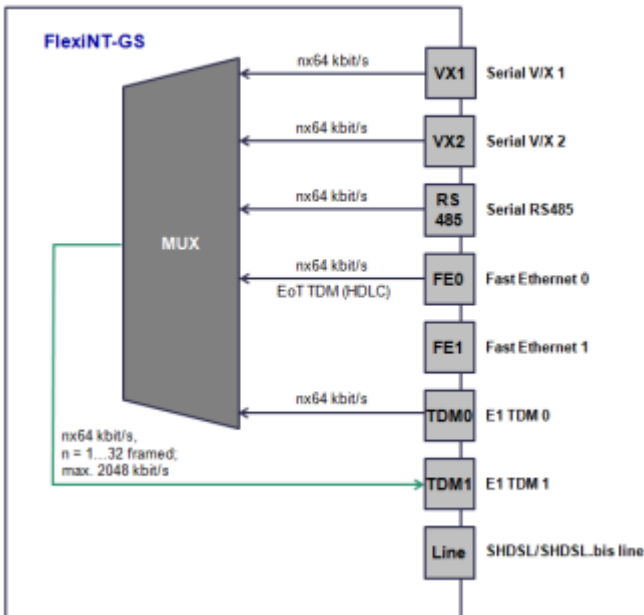 FlexiNT-GS
nx64 kbit/s
VX1
Serial V/X 1
nx64 kbit/s
VX2
Serial V/X 2
nx64 kbit/s
RS
485
Serial RS485
MUX
nx64 kbit/s
EoT TDM (HDLC)
FE0
Fast Ethernet 0
FE1
Fast Ethernet 1
nx64 kbit/s
TDM0
E1 TDM 0
nx64 kbit/s,
n = 1...32 framed;
max. 2048 kbit/s
TDM1
E1 TDM 1
Line
SHDSL/SHDSL.bis line